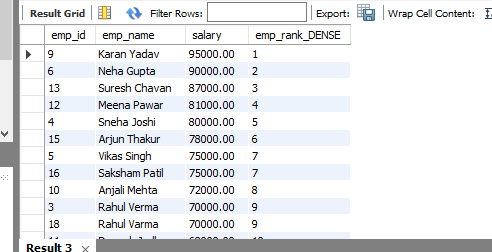 Result Grid Filter Rows: Export: Wrap Cell Content:
emp_id emp_name salary emp_rank_DENSE
9 Karan Yadav 95000.00 1
6 Neha Gupta 90000.00 2
13 Suresh Chavan 87000.00 3
12 Meena Pawar 81000.00 4
4 Sneha Joshi 80000.00 5
15 Arjun Thakur 78000.00 6
5 Vikas Singh 75000.00 7
16 Saksham Patil 75000.00 7
10 Anjali Mehta 72000.00 8
3 Rahul Verma 70000.00 9
18 Rahul Varma 70000.00 9
Result 3